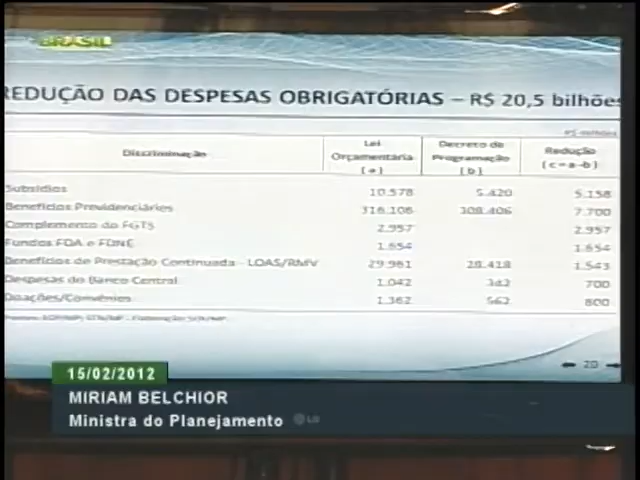 BRASIL
REDUÇÃO DAS DESPESAS OBRIGATÓRIAS – R$ 20,5 bilhões
R$ milhões
Discriminação Lei Orçamentária (a) Decreto de Programação (b) Redução (c=a-b)
Subsídios 10.578 5.420 5.158
Benefícios Previdenciários 316.106 308.406 7.700
Complemento do FGTS 2.957 2.957
Fundos FDA e FDNE 1.654 1.654
Benefícios de Prestação Continuada - LOAS/RMV 29.961 28.418 1.543
Despesas do Banco Central 1.042 342 700
Doações/Convênios 1.362 562 800
20
15/02/2012
MIRIAM BELCHIOR
Ministra do Planejamento